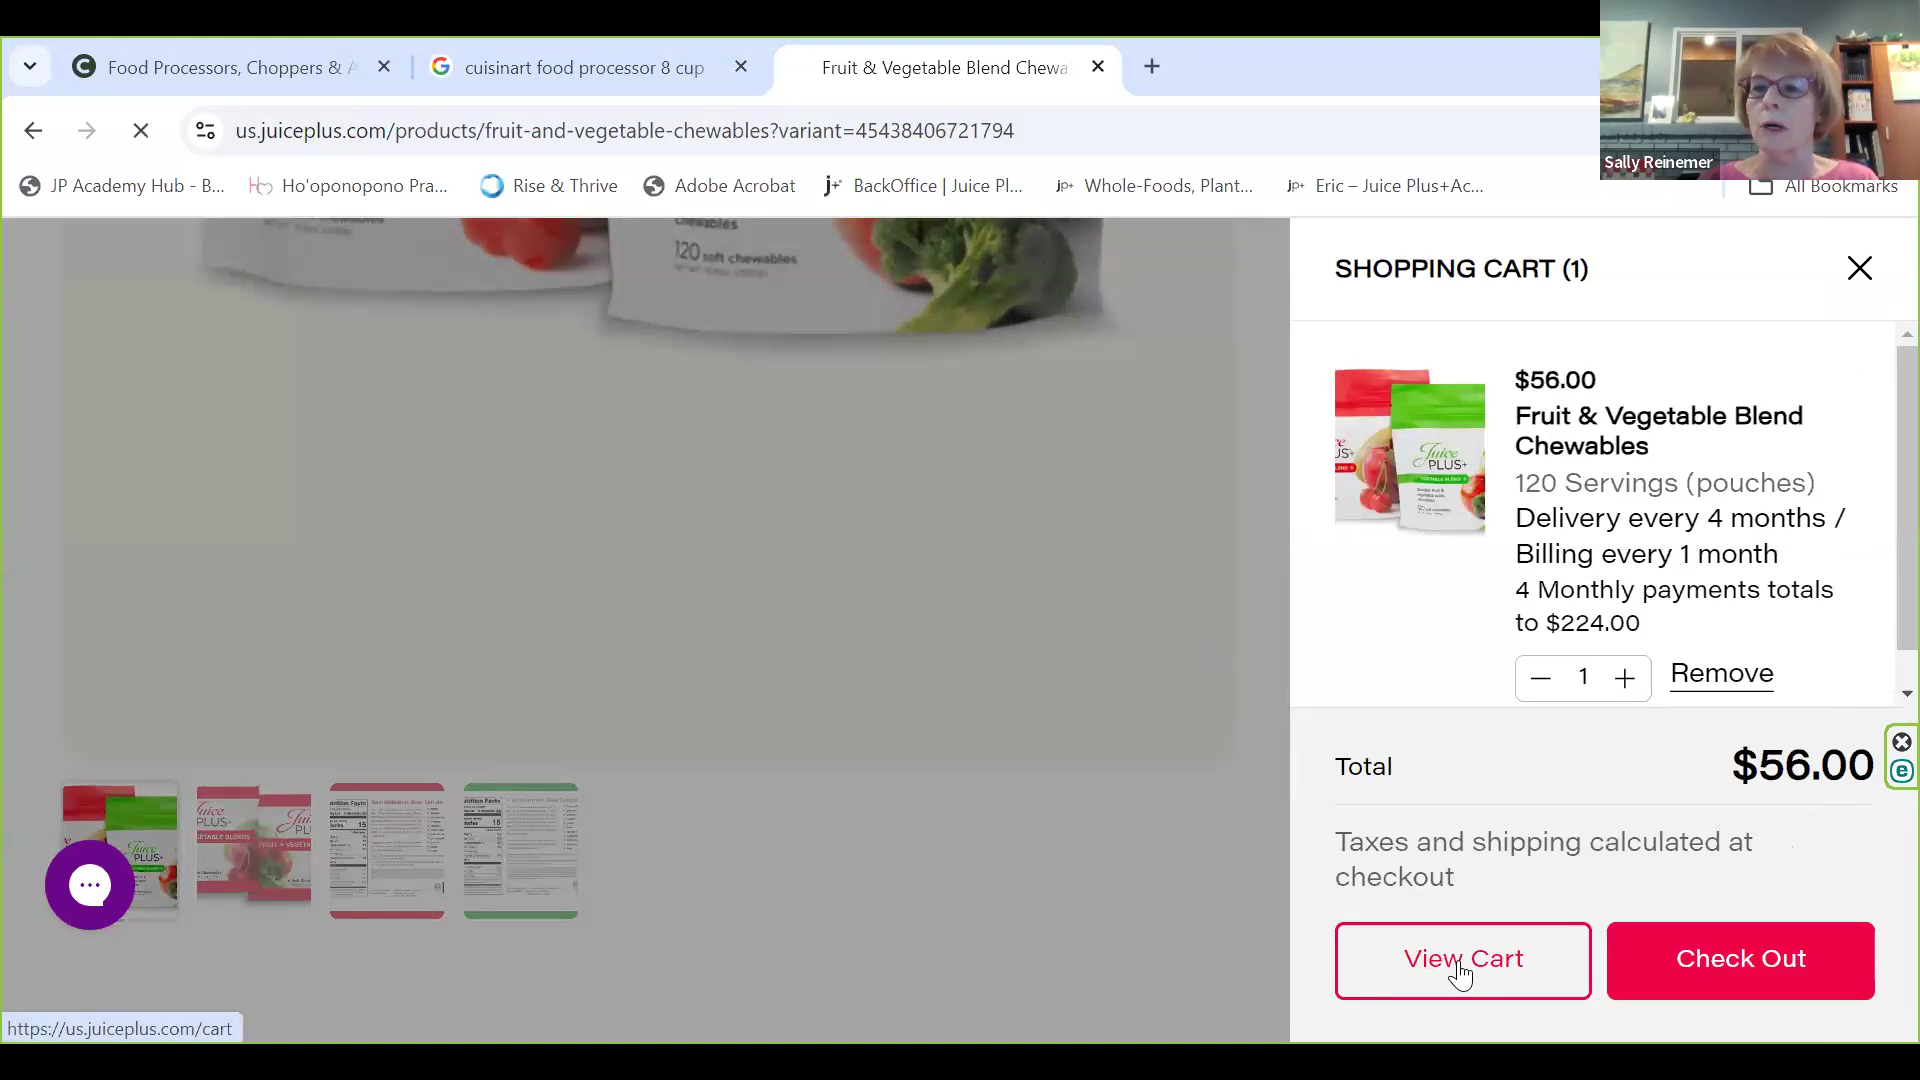 Food Processors, Choppers & A
cuisinart food processor 8 cup
Fruit & Vegetable Blend Chewa
us.juiceplus.com/products/fruit-and-vegetable-chewables?variant=45438406721794
Sally Reinemer
JP Academy Hub - B...
Ho'oponopono Pra...
Rise & Thrive
Adobe Acrobat
BackOffice | Juice Pl...
Whole-Foods, Plant...
Eric – Juice Plus+Ac...
All Bookmarks
chewables
120 soft chewables
SHOPPING CART (1)
$56.00
Fruit & Vegetable Blend
Chewables
120 Servings (pouches)
Delivery every 4 months /
Billing every 1 month
4 Monthly payments totals
to $224.00
1
Remove
Juice
PLUS+
Total
$56.00
Taxes and shipping calculated at
checkout
View Cart
Check Out
https://us.juiceplus.com/cart